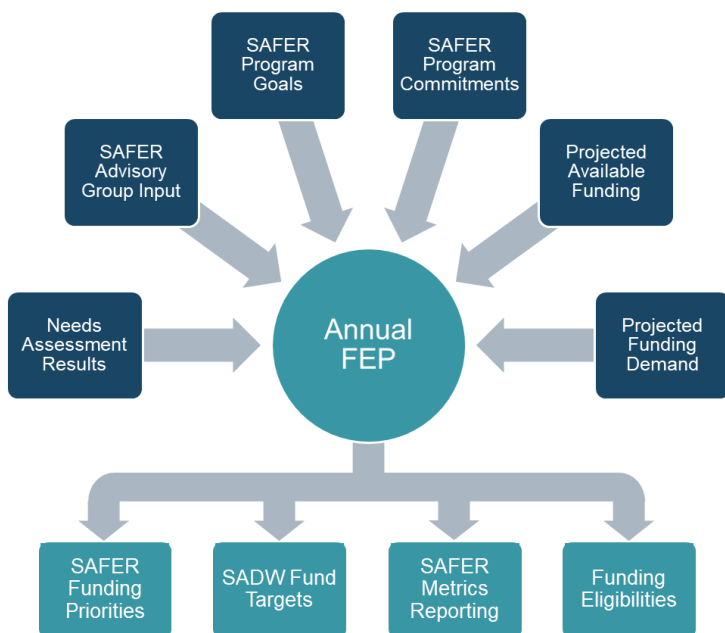 SAFER
Program
Goals
SAFER
Program
Commitments
SAFER
Advisory
Group Input
Projected
Available
Funding
Needs
Assessment
Results
Annual
FEP
Projected
Funding
Demand
SAFER
Funding
Priorities
SADW Fund
Targets
SAFER
Metrics
Reporting
Funding
Eligibilities